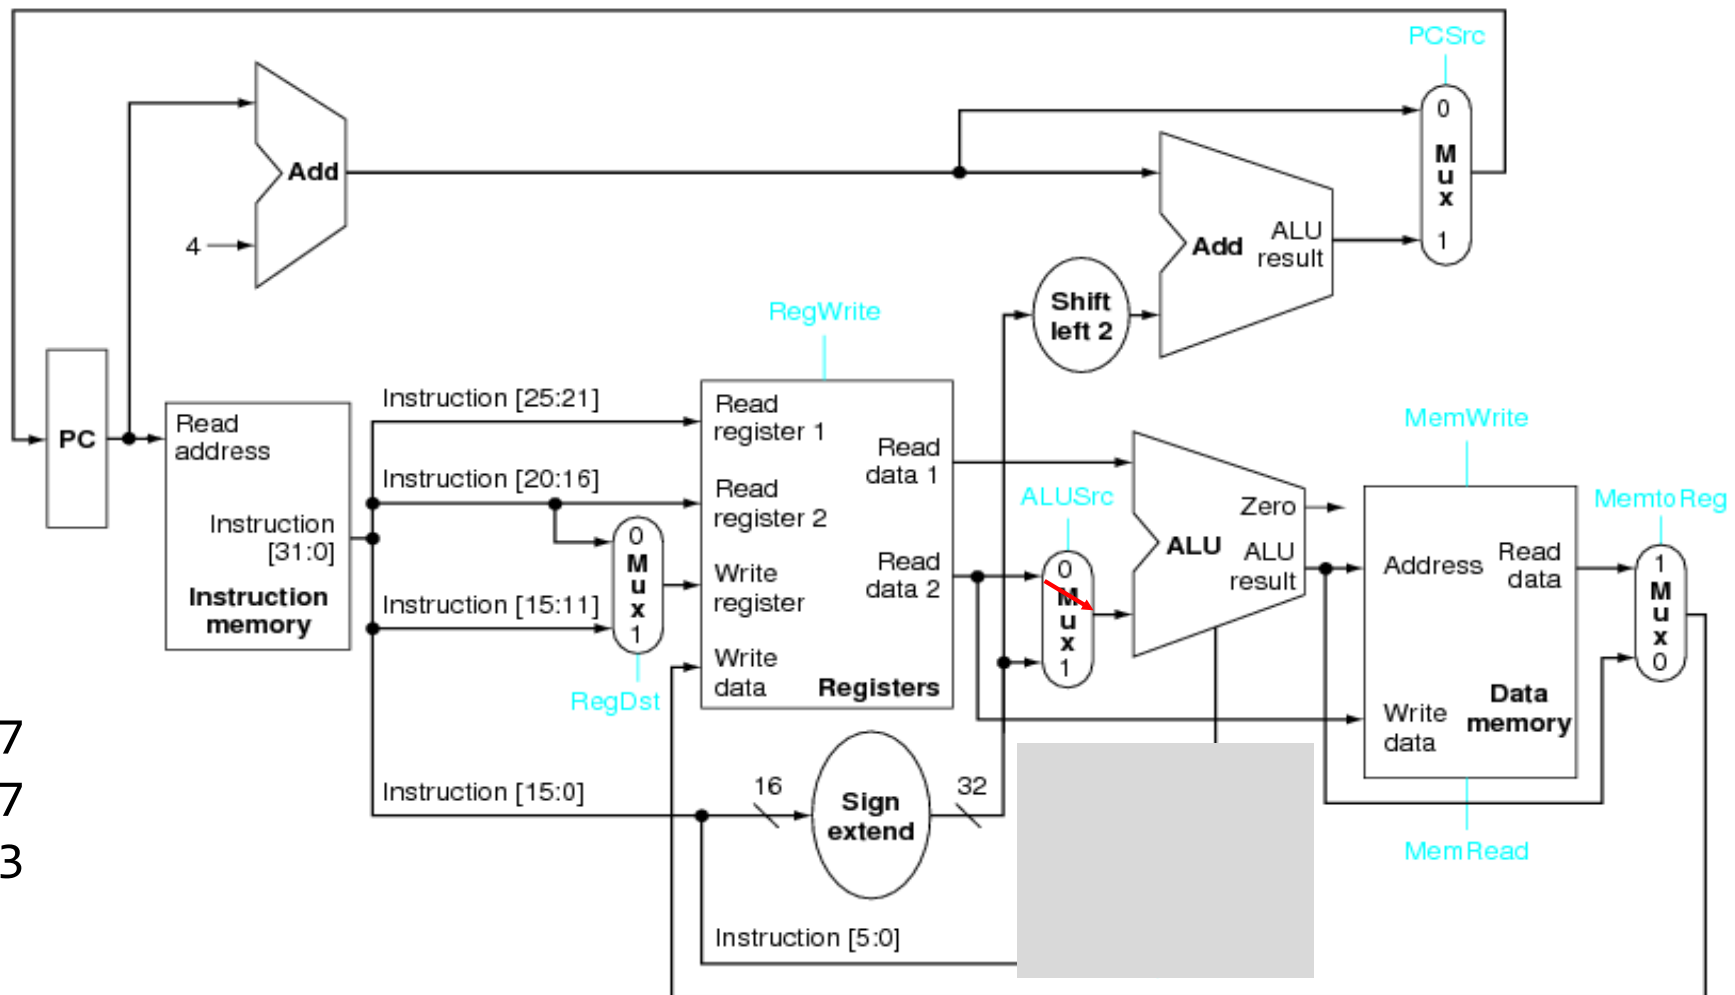 PCSrc
0
M
u
x
1
Add
4
Add
ALU
result
Shift
left 2
RegWrite
PC
Read
address
Instruction
[31:0]
Instruction
memory
Instruction [25:21]
Instruction [20:16]
Instruction [15:11]
Instruction [15:0]
Instruction [5:0]
0
M
u
x
1
RegDst
Read
register 1
Read
register 2
Write
register
Write
data
Read
data 1
Read
data 2
Registers
16
Sign
extend
32
ALUSrc
0
M
u
x
1
Zero
ALU
ALU
result
MemWrite
Address
Read
data
Write
data
Data
memory
MemRead
MemtoReg
1
M
u
x
0
7
7
3